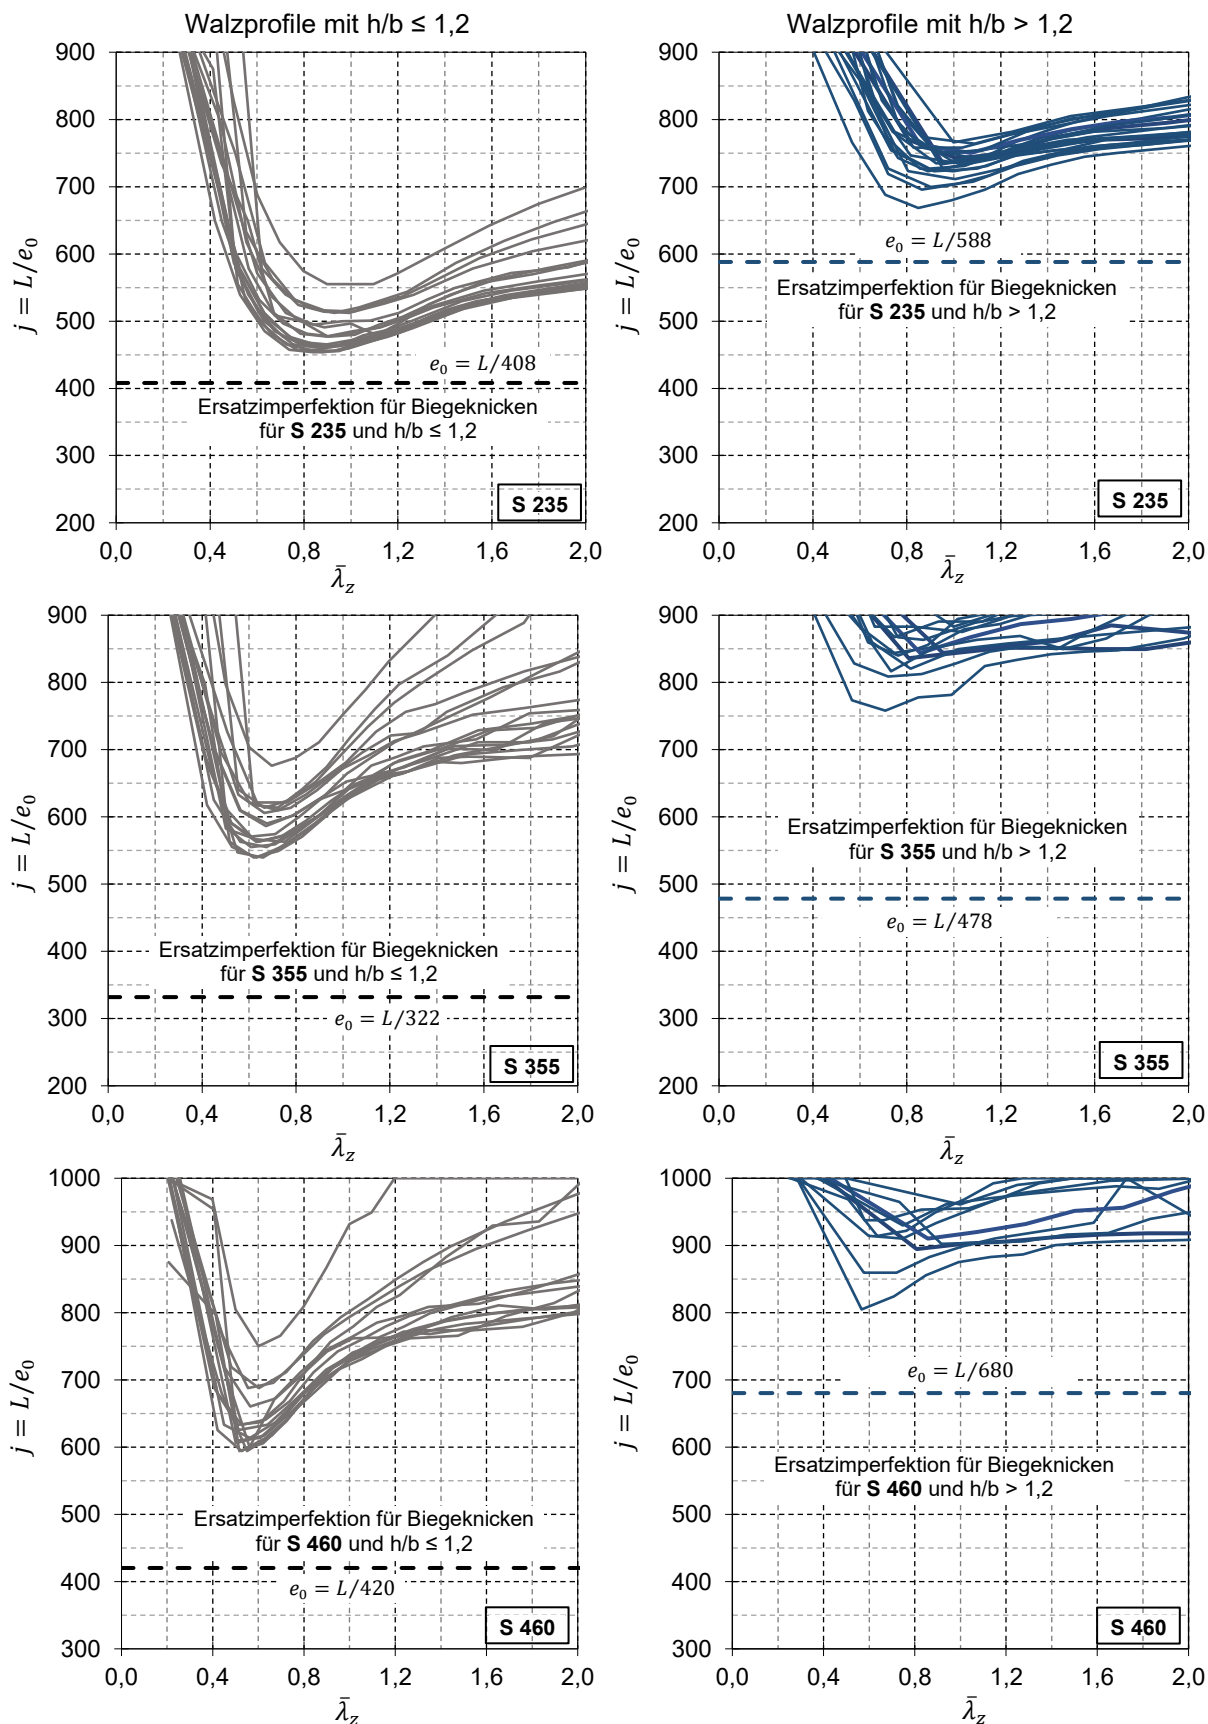 Walzprofile mit h/b ≤ 1,2
900
800
700
600
500
400
300
200
j = L/e₀
e₀ = L/408
Ersatzimperfektion für Biegeknicken
für S 235 und h/b ≤ 1,2
S 235
0,0 0,4 0,8 1,2 1,6 2,0
λ̄_z
Walzprofile mit h/b > 1,2
900
800
700
600
500
400
300
200
j = L/e₀
e₀ = L/588
Ersatzimperfektion für Biegeknicken
für S 235 und h/b > 1,2
S 235
0,0 0,4 0,8 1,2 1,6 2,0
λ̄_z
900
800
700
600
500
400
300
200
j = L/e₀
Ersatzimperfektion für Biegeknicken
für S 355 und h/b ≤ 1,2
e₀ = L/322
S 355
0,0 0,4 0,8 1,2 1,6 2,0
λ̄_z
900
800
700
600
500
400
300
200
j = L/e₀
Ersatzimperfektion für Biegeknicken
für S 355 und h/b > 1,2
e₀ = L/478
S 355
0,0 0,4 0,8 1,2 1,6 2,0
λ̄_z
1000
900
800
700
600
500
400
300
j = L/e₀
Ersatzimperfektion für Biegeknicken
für S 460 und h/b ≤ 1,2
e₀ = L/420
S 460
0,0 0,4 0,8 1,2 1,6 2,0
λ̄_z
1000
900
800
700
600
500
400
300
j = L/e₀
e₀ = L/680
Ersatzimperfektion für Biegeknicken
für S 460 und h/b > 1,2
S 460
0,0 0,4 0,8 1,2 1,6 2,0
λ̄_z